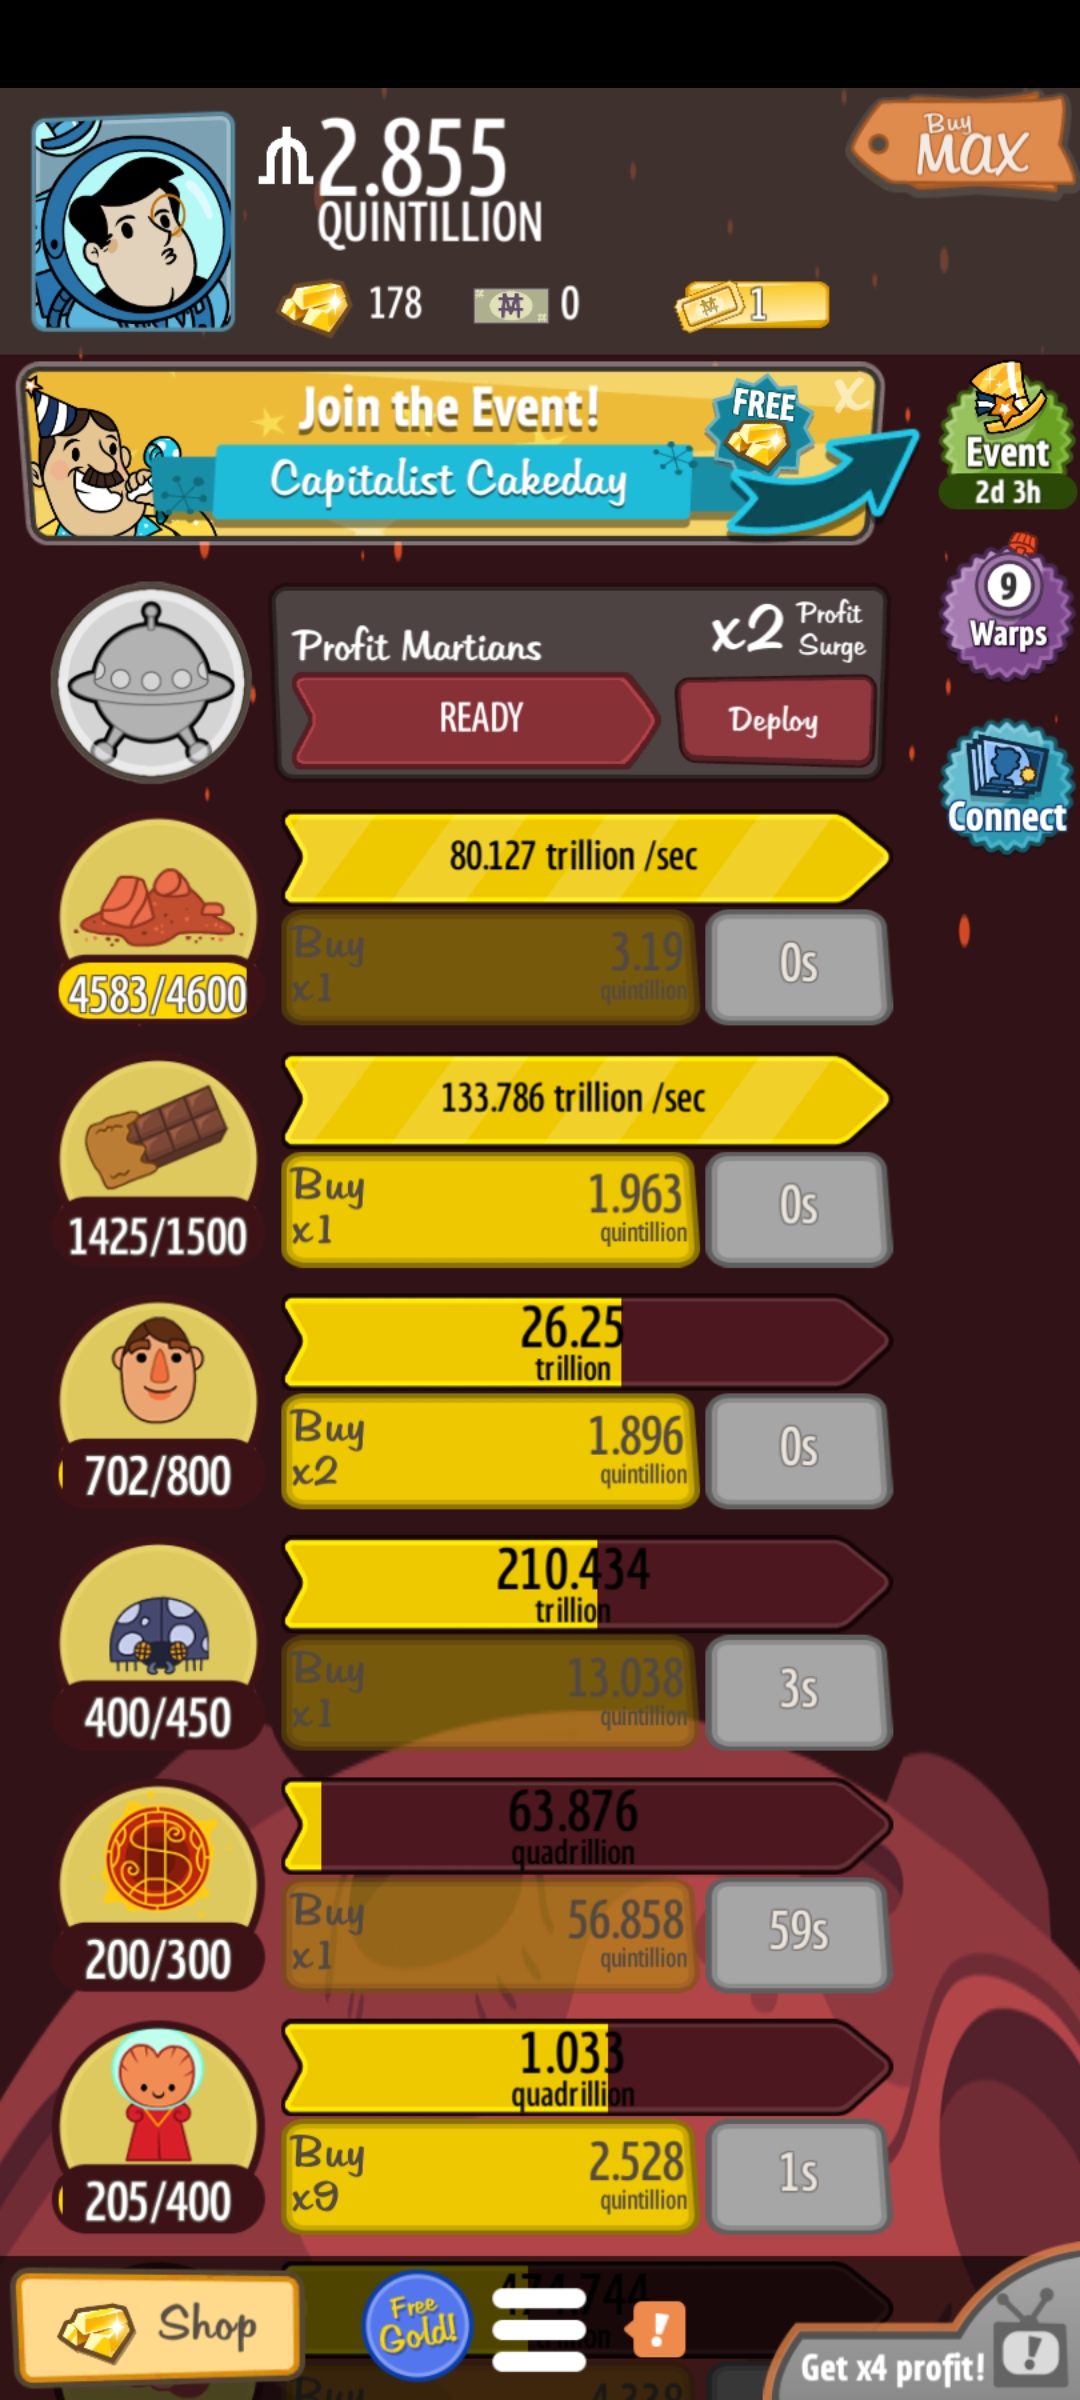 2.855
QUINTILLION
Buy
MAX
178
0
1
Join the Event!
FREE
x
Capitalist Cakeday
Event
2d 3h
9
Warps
Connect
Profit Martians
x2 Profit Surge
READY
Deploy
80.127 trillion /sec
Buy
x1
3.19
quintillion
0s
4583/4600
133.786 trillion /sec
Buy
x1
1.963
quintillion
0s
1425/1500
26.25
trillion
Buy
x2
1.896
quintillion
0s
702/800
210.434
trillion
Buy
x1
13.038
quintillion
3s
400/450
63.876
quadrillion
Buy
x1
56.858
quintillion
59s
200/300
1.033
quadrillion
Buy
x9
2.528
quintillion
1s
205/400
Shop
Free
Gold!
!
Get x4 profit!
!